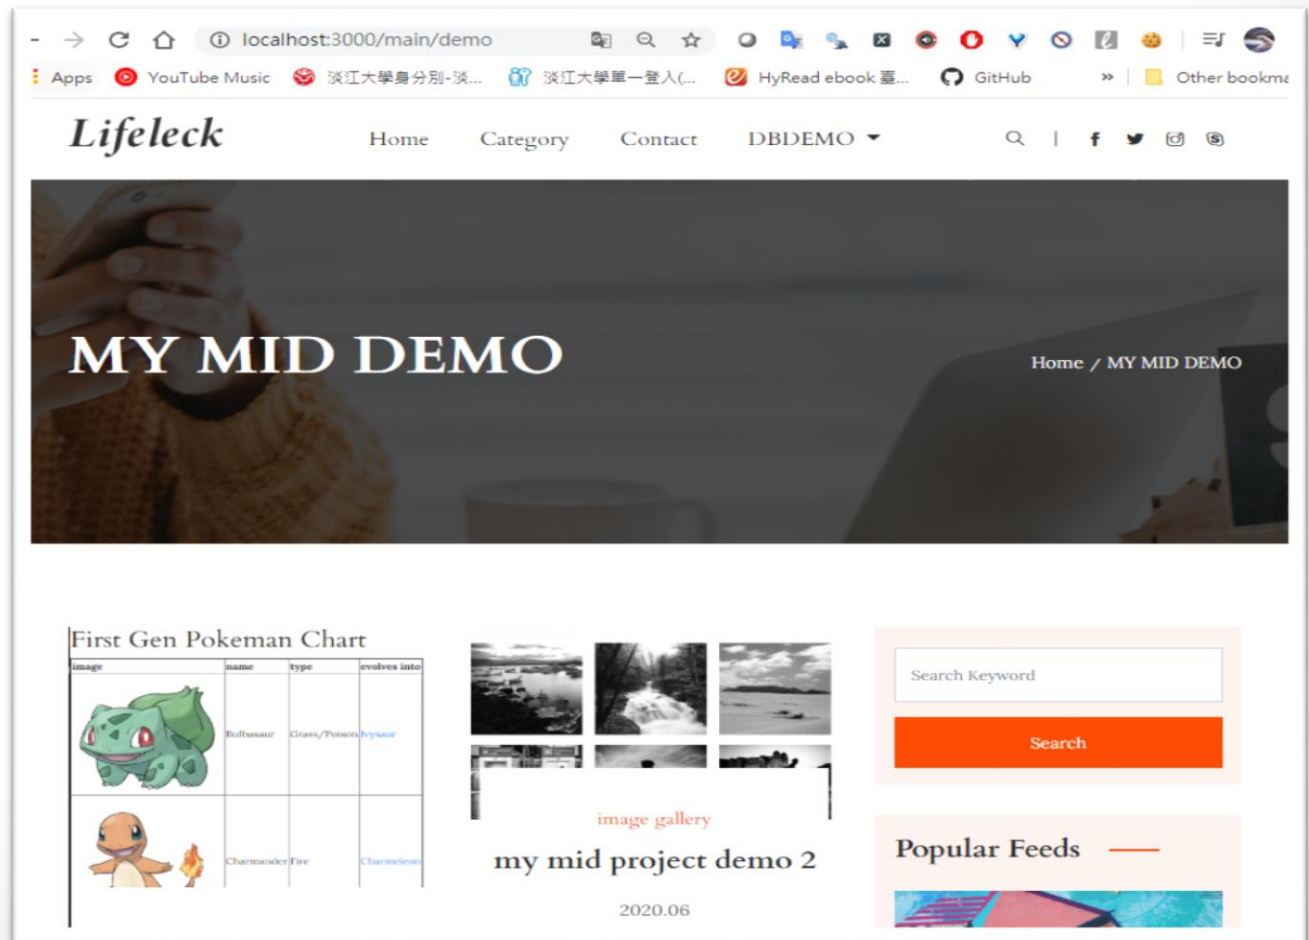 localhost:3000/main/demo
Apps YouTube Music 淡江大學身分別-淡... 淡江大學單一登入(... HyRead ebook 臺... GitHub » Other bookma
Lifeleck Home Category Contact DBDEMO
MY MID DEMO
Home / MY MID DEMO
First Gen Pokeman Chart
image name type evolves into
Bolbasaur Grass/Poison Ivysaur
Charmander Fire Charmeleon
image gallery
my mid project demo 2
2020.06
Search Keyword
Search
Popular Feeds